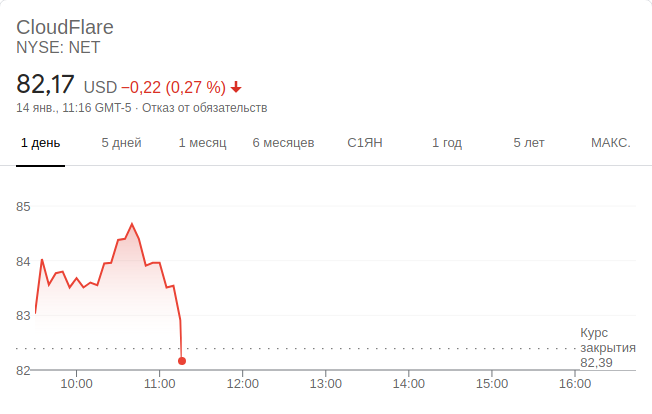 CloudFlare
NYSE: NET
82,17 USD −0,22 (0,27 %)
14 янв., 11:16 GMT-5 · Отказ от обязательств
1 день 5 дней 1 месяц 6 месяцев С1ЯН 1 год 5 лет МАКС.
85
84
83
Курс
закрытия
82,39
82
10:00 11:00 12:00 13:00 14:00 15:00 16:00